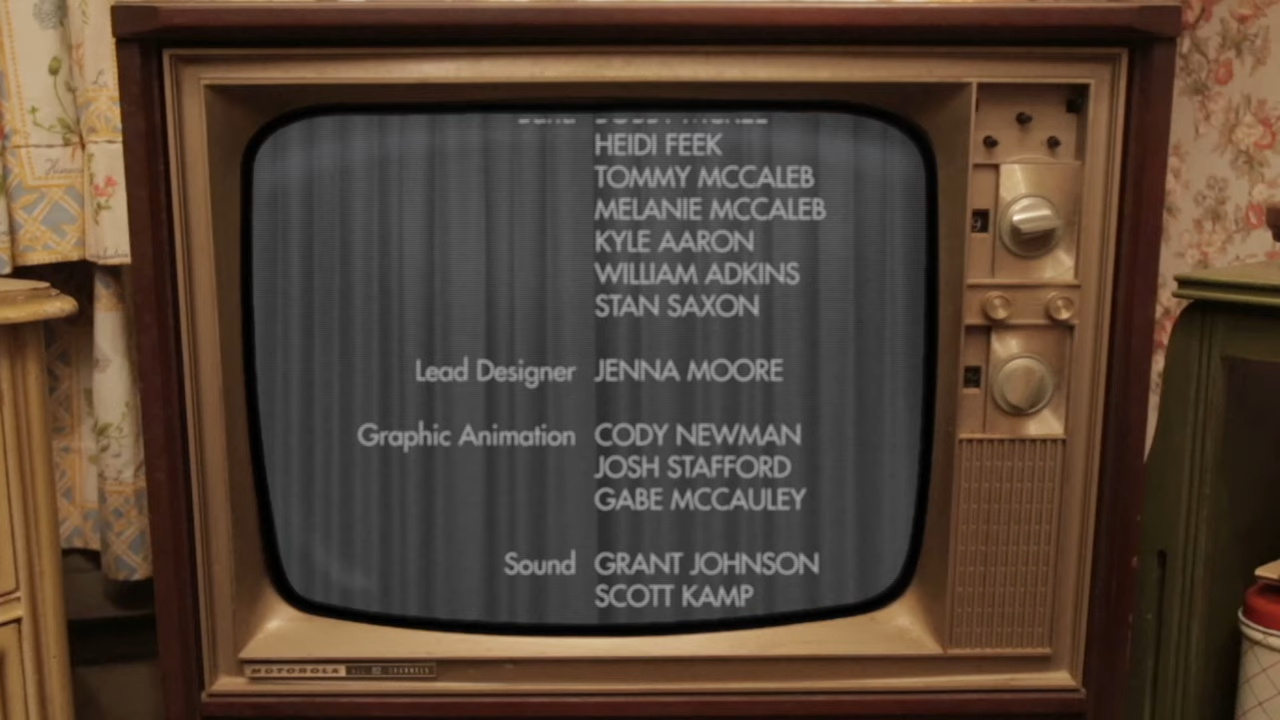 HEIDI FEEK
TOMMY MCCALEB
MELANIE MCCALEB
KYLE AARON
WILLIAM ADKINS
STAN SAXON
Lead Designer JENNA MOORE
Graphic Animation CODY NEWMAN
JOSH STAFFORD
GABE MCCAULEY
Sound GRANT JOHNSON
SCOTT KAMP
MOTOROLA
9